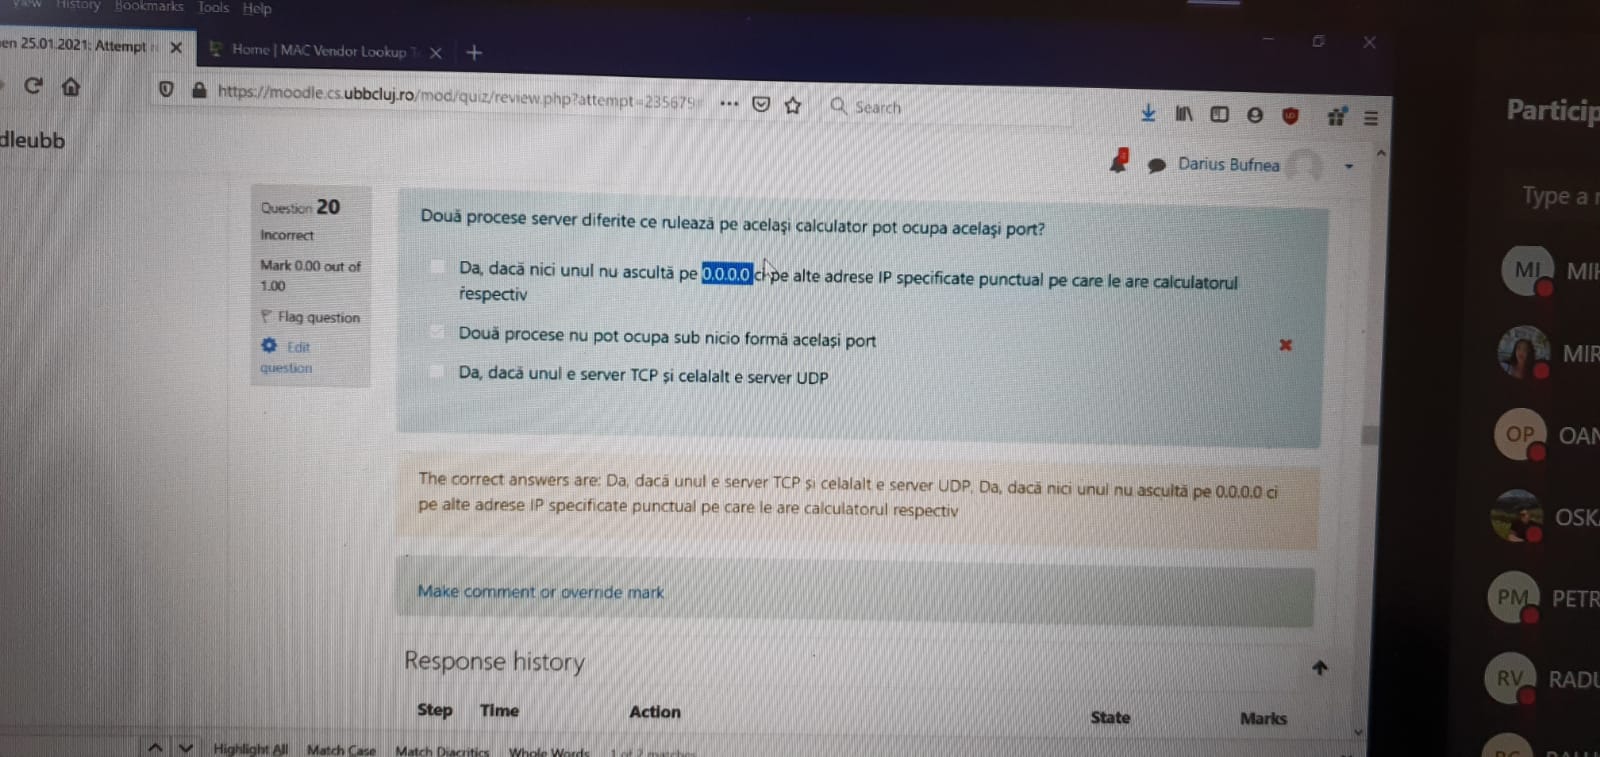 View History Bookmarks Tools Help
en 25.01.2021: Attempt
Home | MAC Vendor Lookup T
https://moodle.cs.ubbcluj.ro/mod/quiz/review.php?attempt=235679
Search
Particip
dleubb
Darius Bufnea
Type a
Question 20
Incorrect
Mark 0.00 out of
1.00
Flag question
Edit
question
Două procese server diferite ce rulează pe același calculator pot ocupa același port?
Da, dacă nici unul nu ascultă pe 0.0.0.0 ci pe alte adrese IP specificate punctual pe care le are calculatorul
respectiv
Două procese nu pot ocupa sub nicio formă același port
Da, dacă unul e server TCP și celalalt e server UDP
The correct answers are: Da, dacă unul e server TCP și celalalt e server UDP, Da, dacă nici unul nu ascultă pe 0.0.0.0 ci
pe alte adrese IP specificate punctual pe care le are calculatorul respectiv
Make comment or override mark
Response history
Step Time Action State Marks
Highlight All Match Case Match Diacritics Whole Words 1 of 2 matches
MI MIH
MIR
OP OAN
OSK
PM PETR
RV RADU